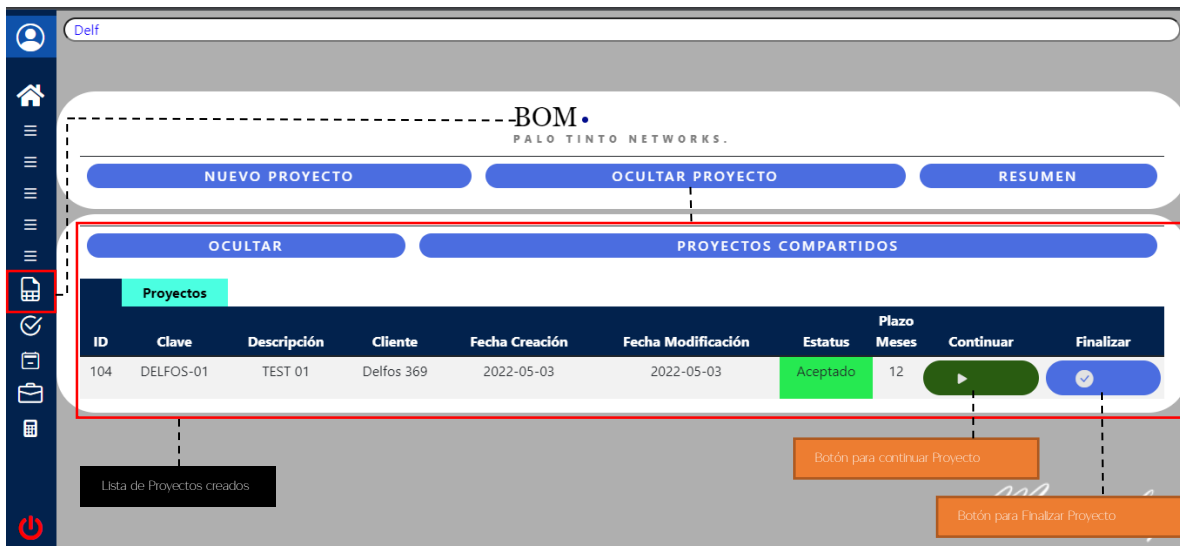 Delf
BOM.
PALO TINTO NETWORKS.
NUEVO PROYECTO OCULTAR PROYECTO RESUMEN
OCULTAR PROYECTOS COMPARTIDOS
Proyectos
ID Clave Descripción Cliente Fecha Creación Fecha Modificación Estatus Plazo Meses Continuar Finalizar
104 DELFOS-01 TEST 01 Delfos 369 2022-05-03 2022-05-03 Aceptado 12
Botón para continuar Proyecto
Lista de Proyectos creados
Botón para Finalizar Proyecto